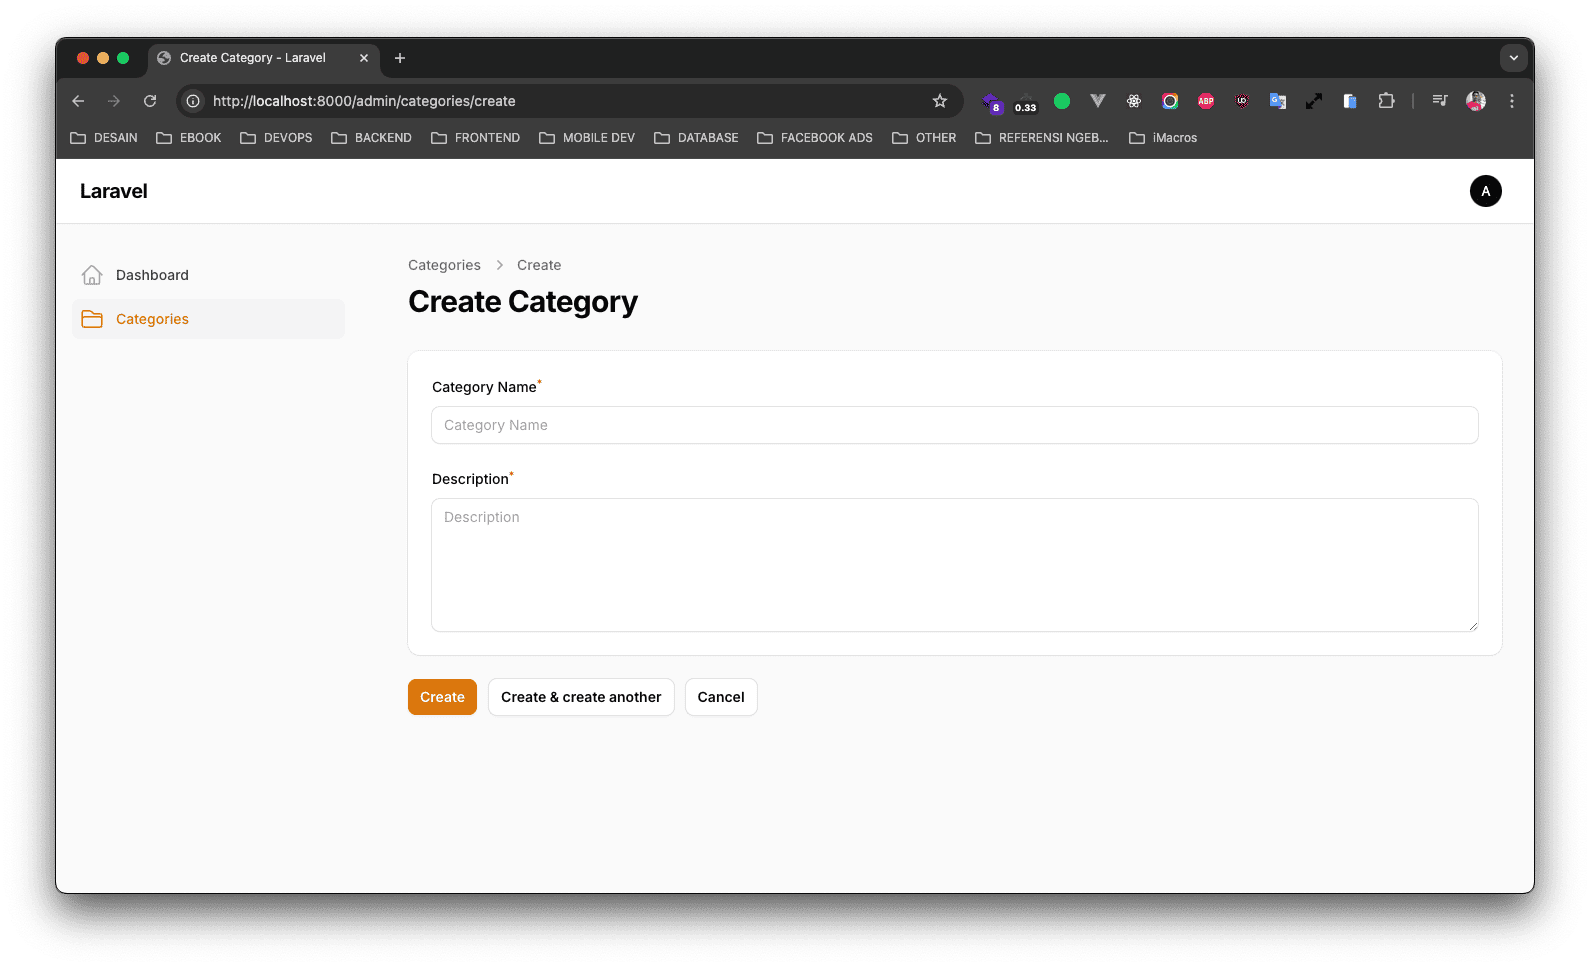 Create Category - Laravel
http://localhost:8000/admin/categories/create
8
0.33
ABP
DESAIN
EBOOK
DEVOPS
BACKEND
FRONTEND
MOBILE DEV
DATABASE
FACEBOOK ADS
OTHER
REFERENSI NGEB...
iMacros
Laravel
A
Dashboard
Categories
Categories
Create
Create Category
Category Name*
Category Name
Description*
Description
Create
Create & create another
Cancel